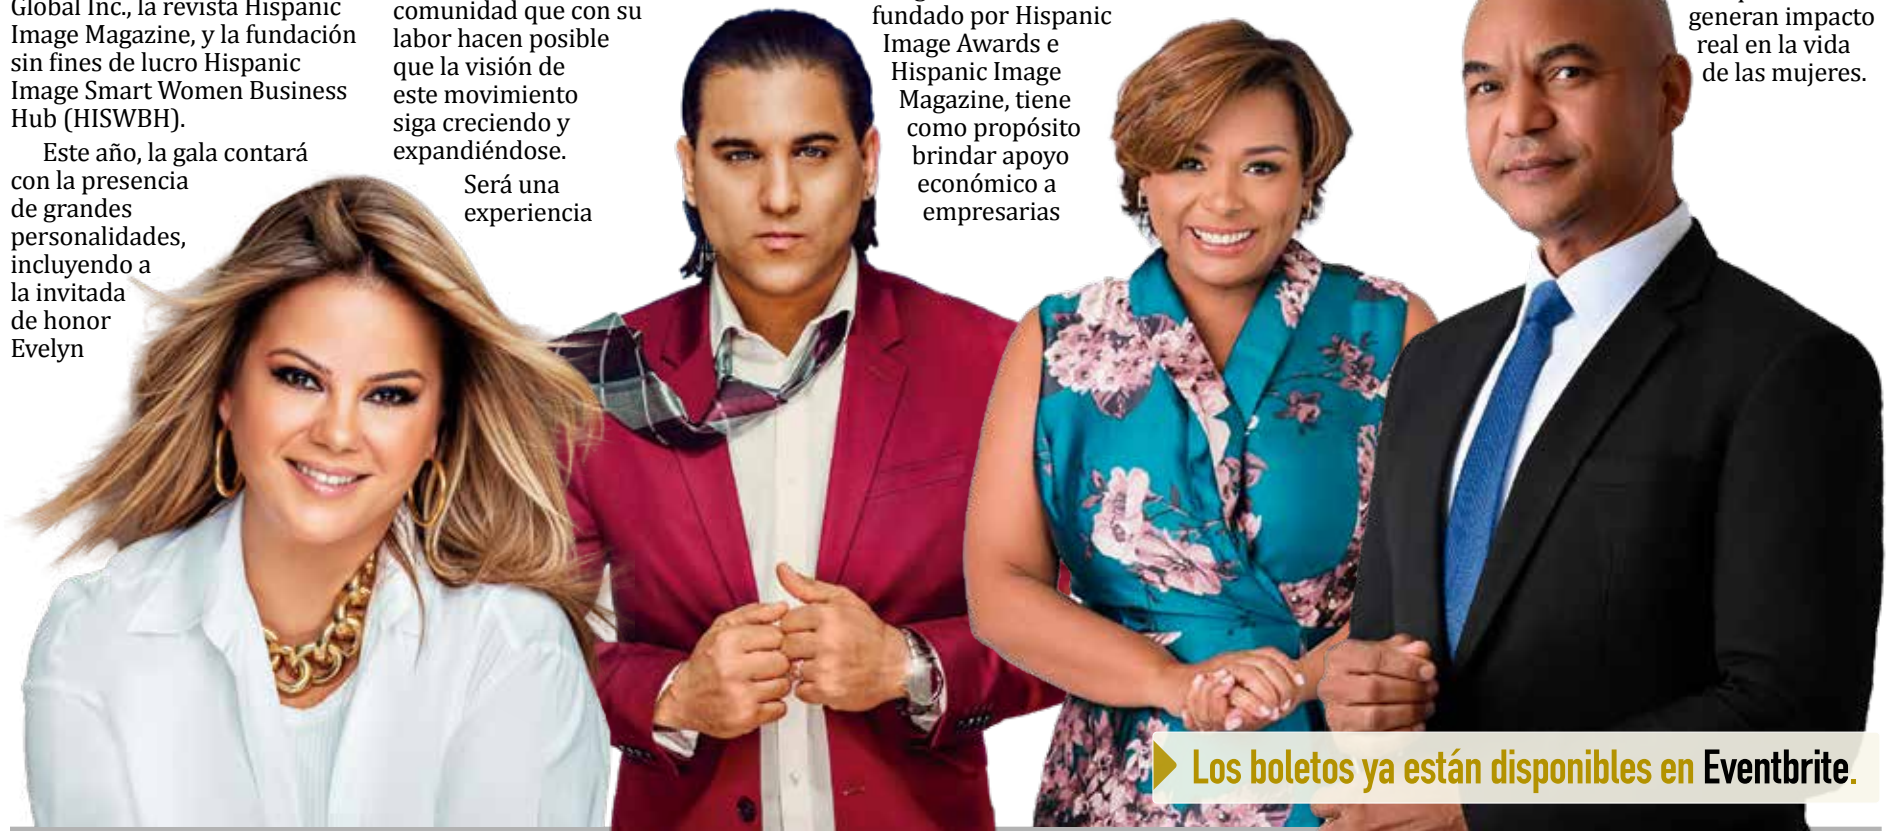 Global Inc., la revista Hispanic
Image Magazine, y la fundación
sin fines de lucro Hispanic
Image Smart Women Business
Hub (HISWBH).
Este año, la gala contará
con la presencia
de grandes
personalidades,
incluyendo a
la invitada
de honor
Evelyn
comunidad que con su
labor hacen posible
que la visión de
este movimiento
siga creciendo y
expandiéndose.
Será una
experiencia
fundado por Hispanic
Image Awards e
Hispanic Image
Magazine, tiene
como propósito
brindar apoyo
económico a
empresarias
generan impacto
real en la vida
de las mujeres.
Los boletos ya están disponibles en Eventbrite.